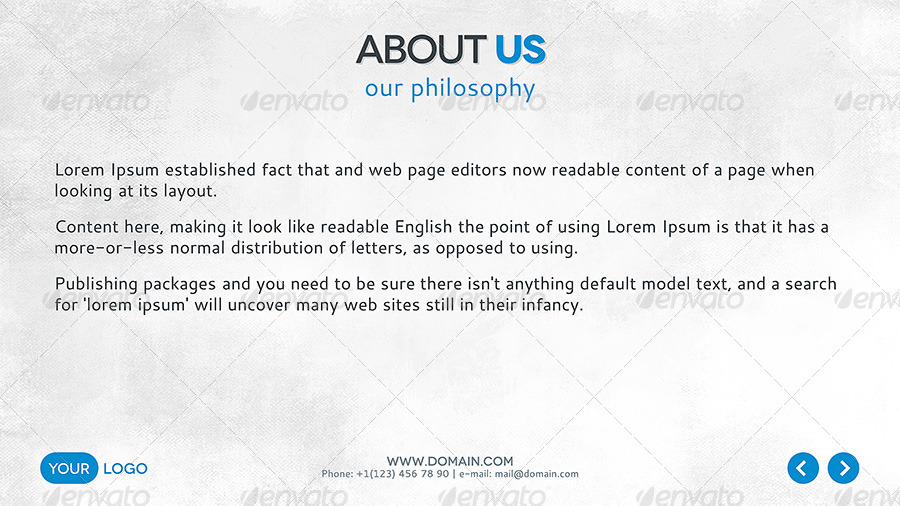 ABOUT US
our philosophy
Lorem Ipsum established fact that and web page editors now readable content of a page when
looking at its layout.
Content here, making it look like readable English the point of using Lorem Ipsum is that it has a
more-or-less normal distribution of letters, as opposed to using.
Publishing packages and you need to be sure there isn't anything default model text, and a search
for 'lorem ipsum' will uncover many web sites still in their infancy.
YOUR LOGO
WWW.DOMAIN.COM
Phone: +1(123) 456 78 90 | e-mail: mail@domain.com
envato